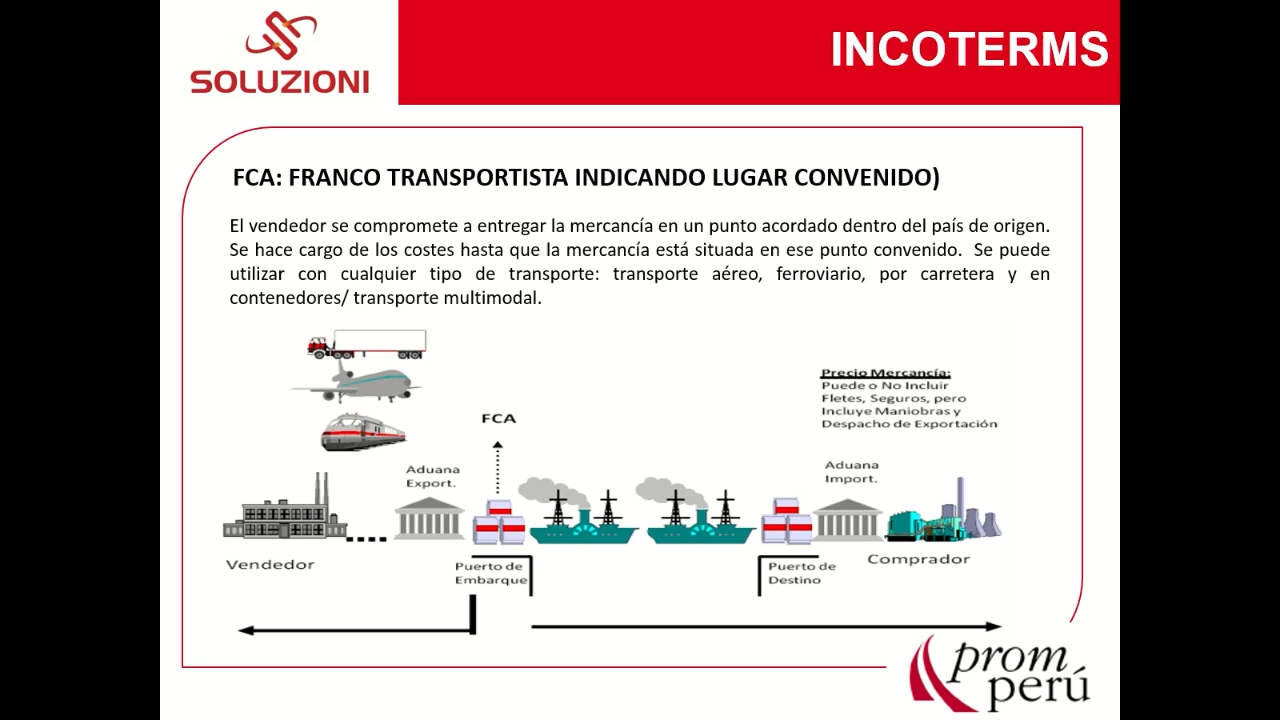 SOLUZIONI
INCOTERMS
FCA: FRANCO TRANSPORTISTA INDICANDO LUGAR CONVENIDO)
El vendedor se compromete a entregar la mercancía en un punto acordado dentro del país de origen.
Se hace cargo de los costes hasta que la mercancía está situada en ese punto convenido. Se puede
utilizar con cualquier tipo de transporte: transporte aéreo, ferroviario, por carretera y en
contenedores/ transporte multimodal.
Precio Mercancía:
Puede o No Incluir
Fletes, Seguros, pero
Incluye Maniobras y
Despacho de Exportación
FCA
Aduana
Export.
Aduana
Import.
Vendedor
Puerto de
Embarque
Puerto de
Destino
Comprador
prom
perú